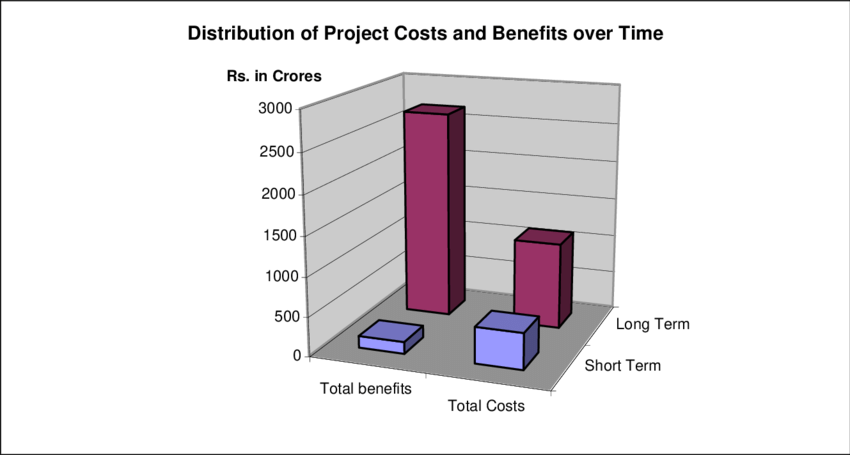 Distribution of Project Costs and Benefits over Time
Rs. in Crores
3000
2500
2000
1500
1000
500
0
Long Term
Short Term
Total benefits
Total Costs